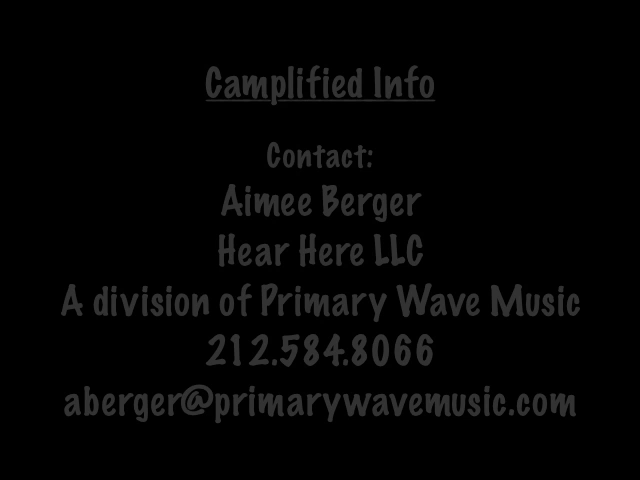 Camplified Info
Contact:
Aimee Berger
Hear Here LLC
A division of Primary Wave Music
212.584.8066
aberger@primarywavemusic.com